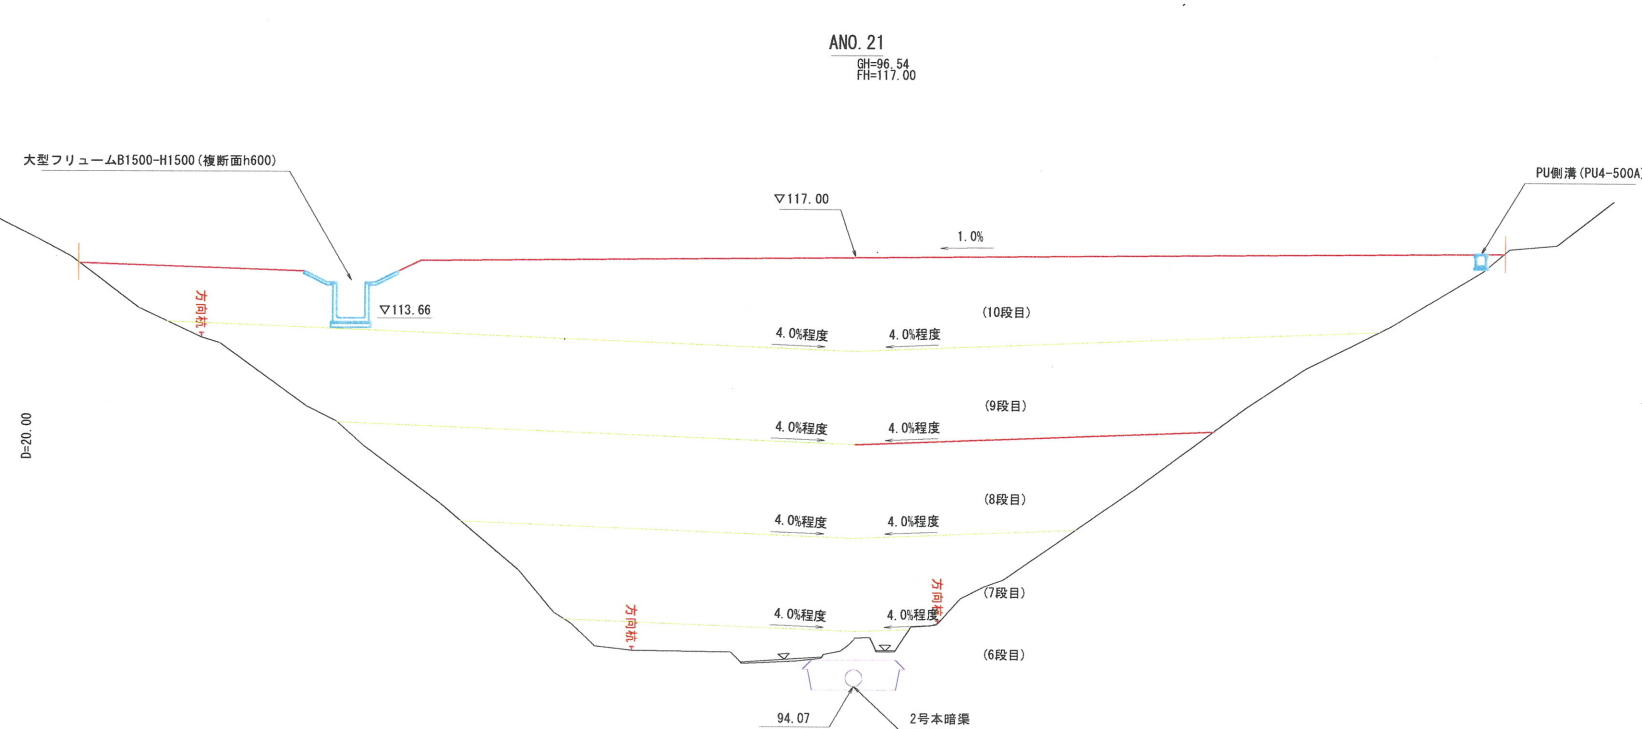 ANO. 21
GH=96.54
FH=117.00
大型フリュームB1500-H1500(複断面h600)
PU側溝(PU4-500A)
▽117.00
1.0%
方向杭
▽113.66
(10段目)
4.0%程度
4.0%程度
D=20.00
(9段目)
4.0%程度
4.0%程度
(8段目)
4.0%程度
4.0%程度
方向杭
(7段目)
方向杭
4.0%程度
4.0%程度
(6段目)
94.07
2号本暗渠